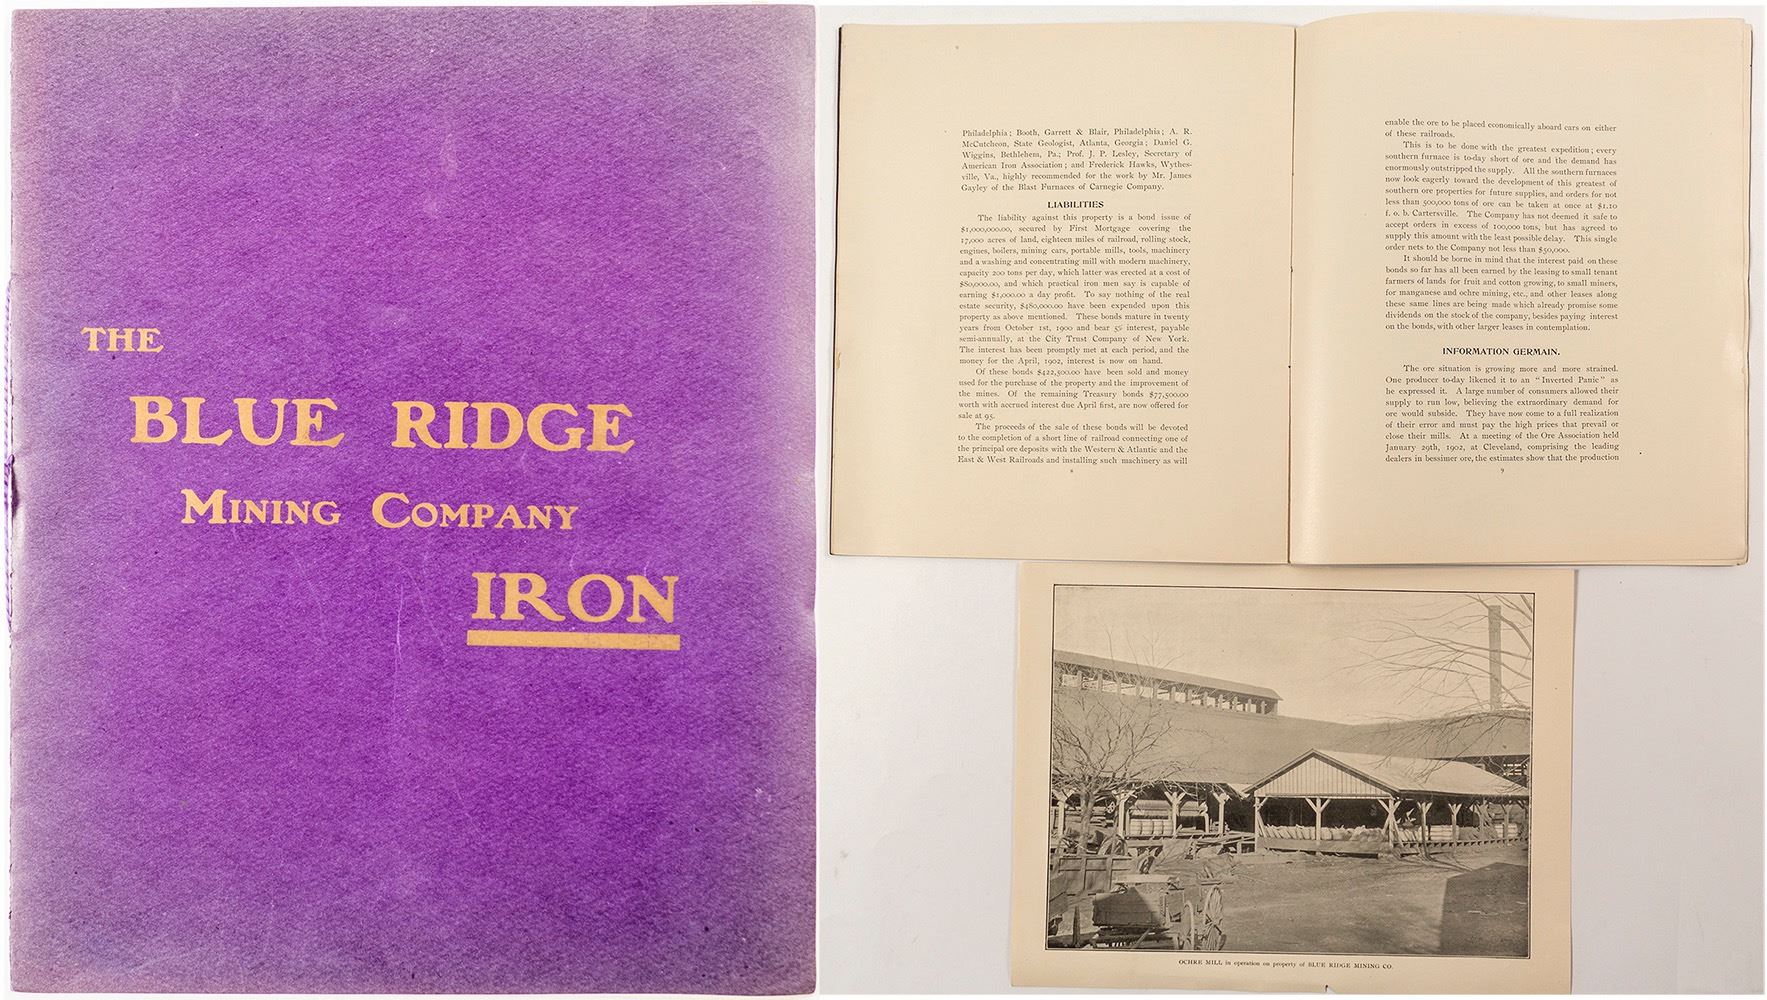 THE
BLUE RIDGE
MINING COMPANY
IRON
Philadelphia; Booth, Garrett & Blair, Philadelphia; A. R.
McCutcheon, State Geologist, Atlanta, Georgia; Daniel G.
Wiggins, Bethlehem, Pa.; Prof. J. P. Lesley, Secretary of
American Iron Association; and Frederick Hawks, Wythes-
ville, Va., highly recommended for the work by Mr. James
Gayley of the Blast Furnaces of Carnegie Company.
LIABILITIES
The liability against this property is a bond issue of
$1,000,000.00, secured by First Mortgage covering the
17,000 acres of land, eighteen miles of railroad, rolling stock,
engines, boilers, mining cars, portable mills, tools, machinery
and a washing and concentrating mill with modern machinery,
capacity 200 tons per day, which latter was erected at a cost of
$80,000.00, and which practical iron men say is capable of
earning $1,000.00 a day profit. To say nothing of the real
estate security, $480,000.00 have been expended upon this
property as above mentioned. These bonds mature in twenty
years from October 1st, 1900 and bear 5% interest, payable
semi-annually, at the City Trust Company of New York.
The interest has been promptly met at each period, and the
money for the April, 1902, interest is now on hand.
Of these bonds $422,500.00 have been sold and money
used for the purchase of the property and the improvement of
the mines. Of the remaining Treasury bonds $77,500.00
worth with accrued interest due April first, are now offered for
sale at 95.
The proceeds of the sale of these bonds will be devoted
to the completion of a short line of railroad connecting one of
the principal ore deposits with the Western & Atlantic and the
East & West Railroads and installing such machinery as will
8
enable the ore to be placed economically aboard cars on either
of these railroads.
This is to be done with the greatest expedition; every
southern furnace is to-day short of ore and the demand has
enormously outstripped the supply. All the southern furnaces
now look eagerly toward the development of this greatest of
southern ore properties for future supplies, and orders for not
less than 500,000 tons of ore can be taken at once at $1.20
f. o. b. Cartersville. The Company has not deemed it safe to
accept orders in excess of 100,000 tons, but has agreed to
supply this amount with the least possible delay. This single
order nets to the Company not less than $50,000.
It should be borne in mind that the interest paid on these
bonds so far has all been earned by the leasing to small tenant
farmers of lands for fruit and cotton growing, to small miners,
for manganese and ochre mining, etc., and other leases along
these same lines are being made which already promise some
dividends on the stock of the company, besides paying interest
on the bonds, with other larger leases in contemplation.
INFORMATION GERMAIN.
The ore situation is growing more and more strained.
One producer to-day likened it to an "Inverted Panic" as
he expressed it. A large number of consumers allowed their
supply to run low, believing the extraordinary demand for
ore would subside. They have now come to a full realization
of their error and must pay the high prices that prevail or
close their mills. At a meeting of the Ore Association held
January 29th, 1902, at Cleveland, comprising the leading
dealers in bessimer ore, the estimates show that the production
9
OCHRE MILL in operation on property of BLUE RIDGE MINING CO.